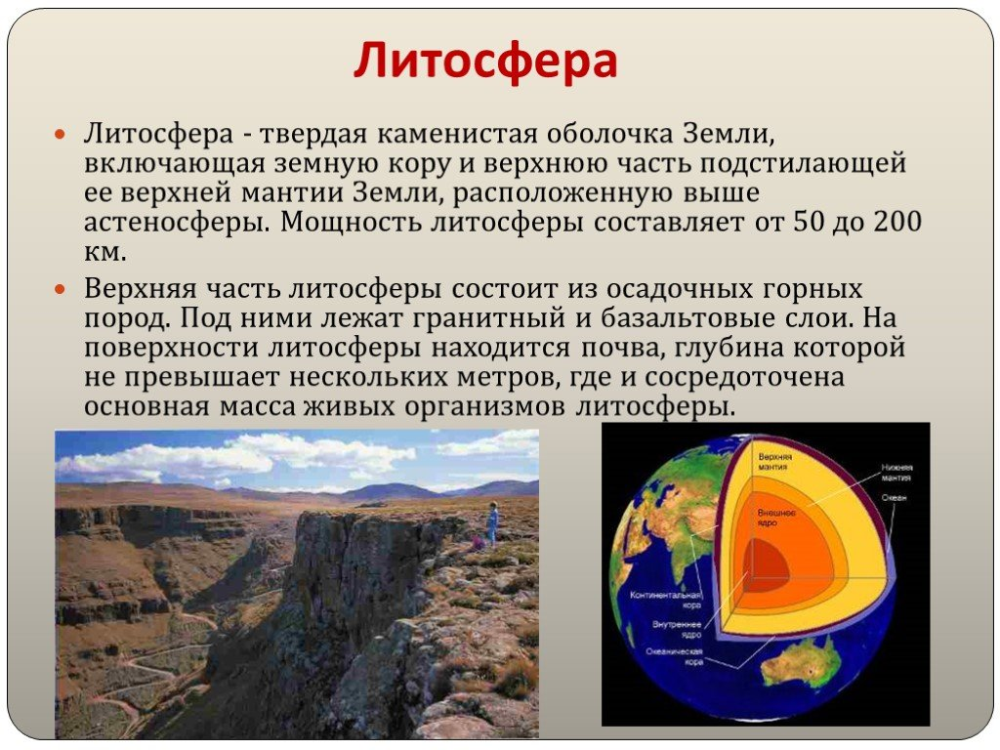 Литосфера
• Литосфера - твердая каменистая оболочка Земли,
включающая земную кору и верхнюю часть подстилающей
ее верхней мантии Земли, расположенную выше
астеносферы. Мощность литосферы составляет от 50 до 200
км.
• Верхняя часть литосферы состоит из осадочных горных
пород. Под ними лежат гранитный и базальтовые слои. На
поверхности литосферы находится почва, глубина которой
не превышает нескольких метров, где и сосредоточена
основная масса живых организмов литосферы.
Верхняя
мантия
Нижняя
мантия
Океан
Внешнее
ядро
Континентальная
кора
Внутреннее
ядро
Океаническая
кора